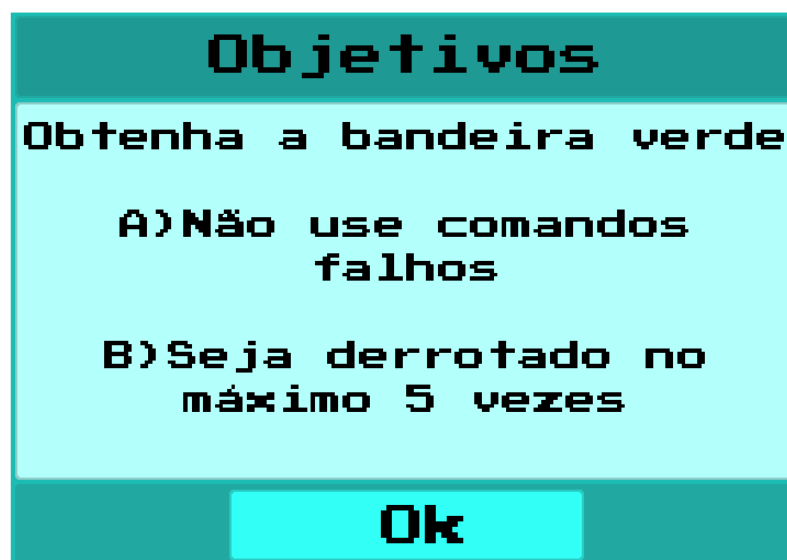 Objetivos
Obtenha a bandeira verde
A)Não use comandos
falhos
B)Seja derrotado no
máximo 5 vezes
Ok